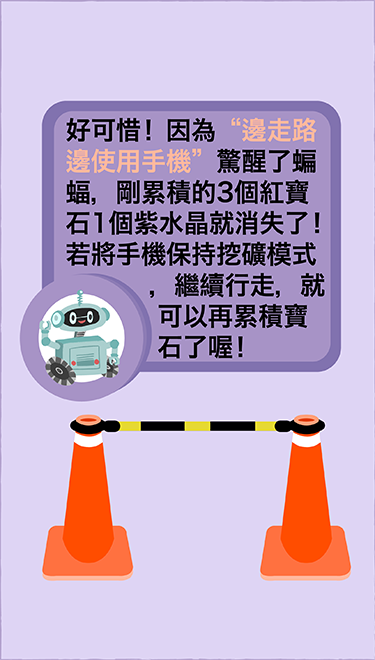 好可惜！因為“邊走路
邊使用手機”驚醒了蝙
蝠，剛累積的3個紅寶
石1個紫水晶就消失了！
若將手機保持挖礦模式
，繼續行走，就
可以再累積寶
石了喔！